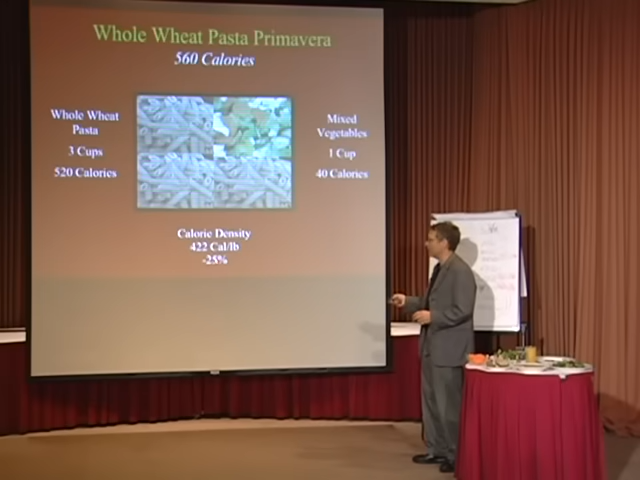 Whole Wheat Pasta Primavera
560 Calories
Whole Wheat
Pasta
3 Cups
520 Calories
Mixed
Vegetables
1 Cup
40 Calories
Calorie Density
422 Cal/lb
-25%